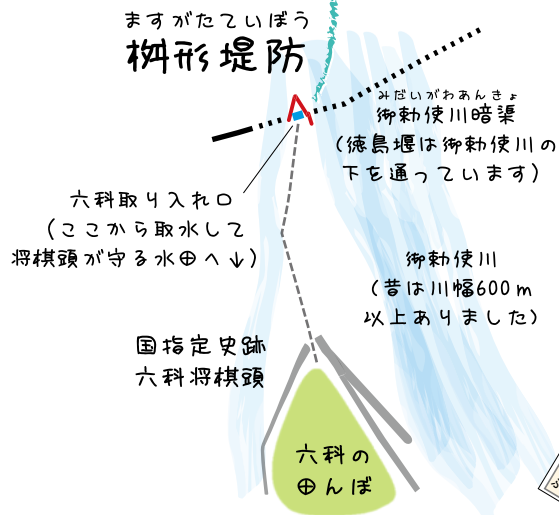 ますがたていぼう
桝形堤防
みだいがわあんきょ
御勅使川暗渠
(徳島堰は御勅使川の
下を通っています)
六科取り入れ口
(ここから取水して
将棋頭が守る水田へ↓)
御勅使川
(昔は川幅600m
以上ありました)
国指定史跡
六科将棋頭
六科の
田んぼ